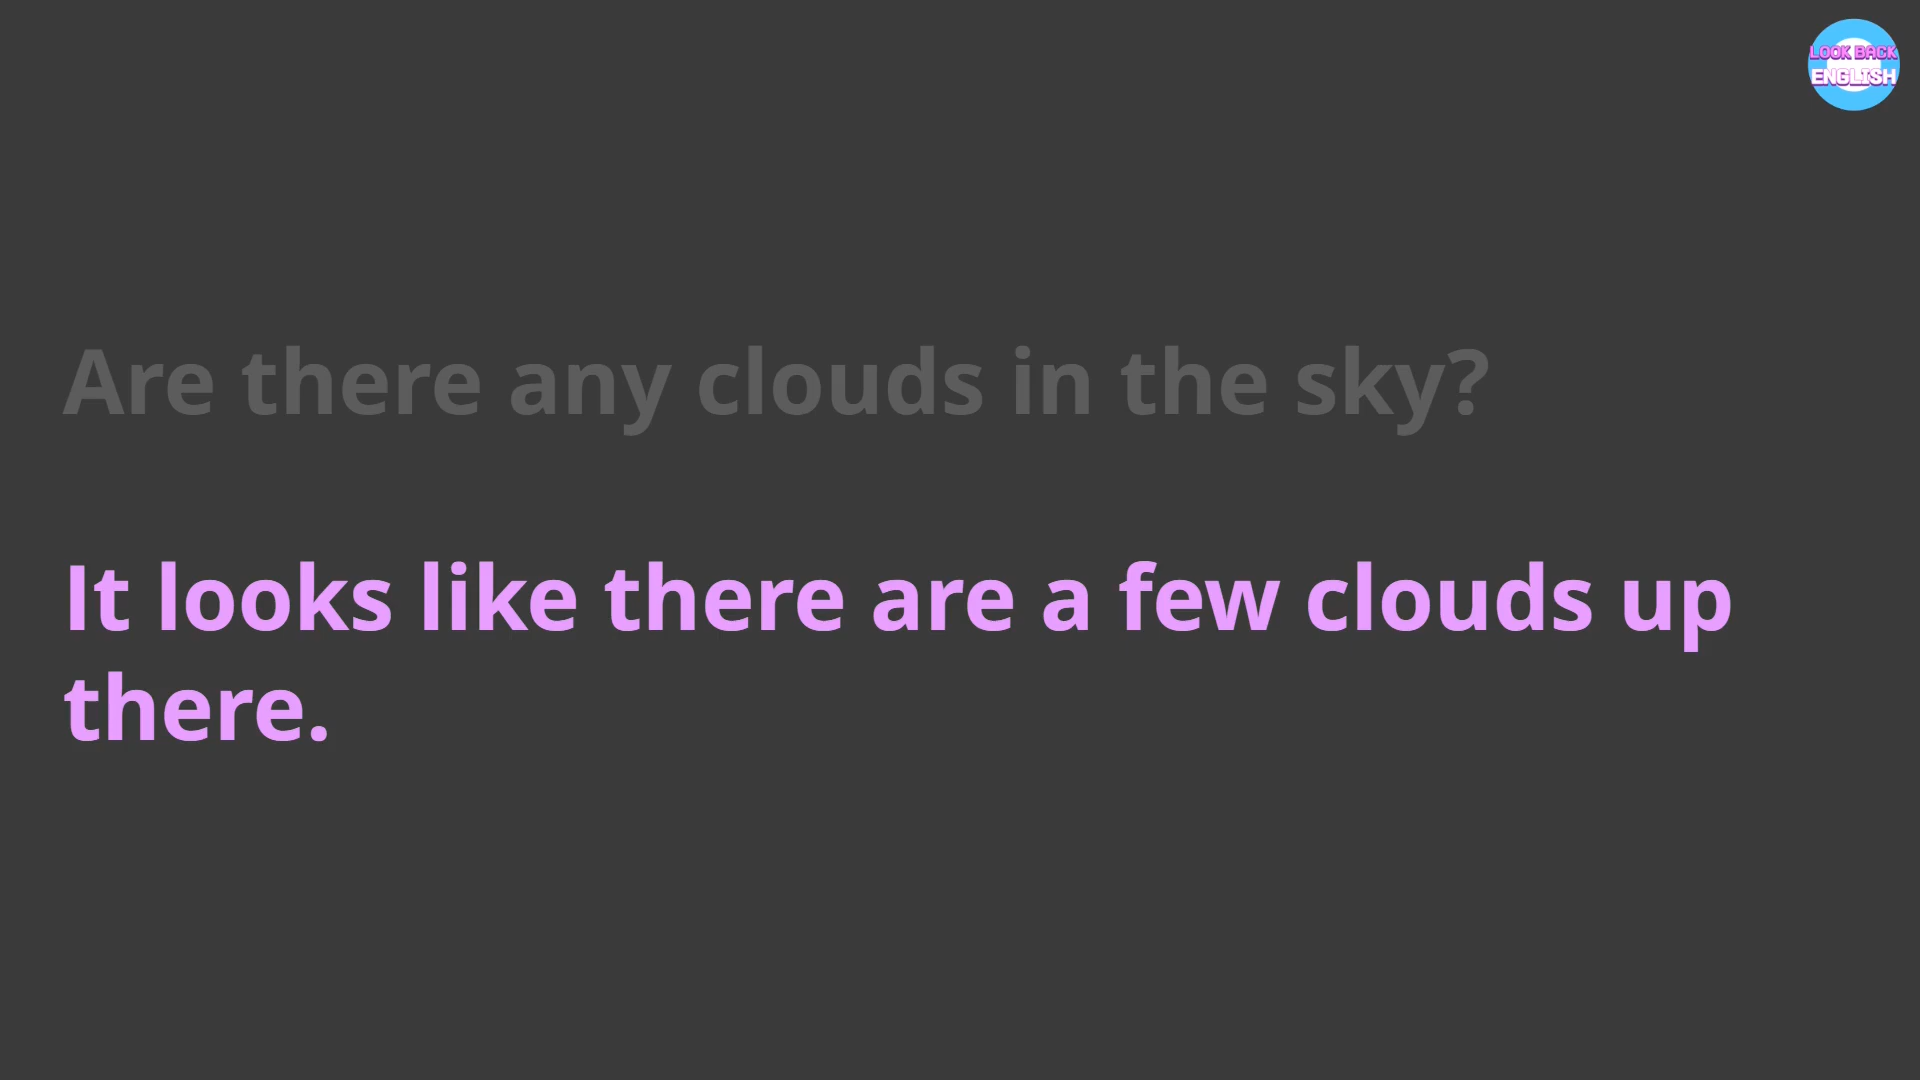 LOOK BACK
ENGLISH
Are there any clouds in the sky?
It looks like there are a few clouds up
there.